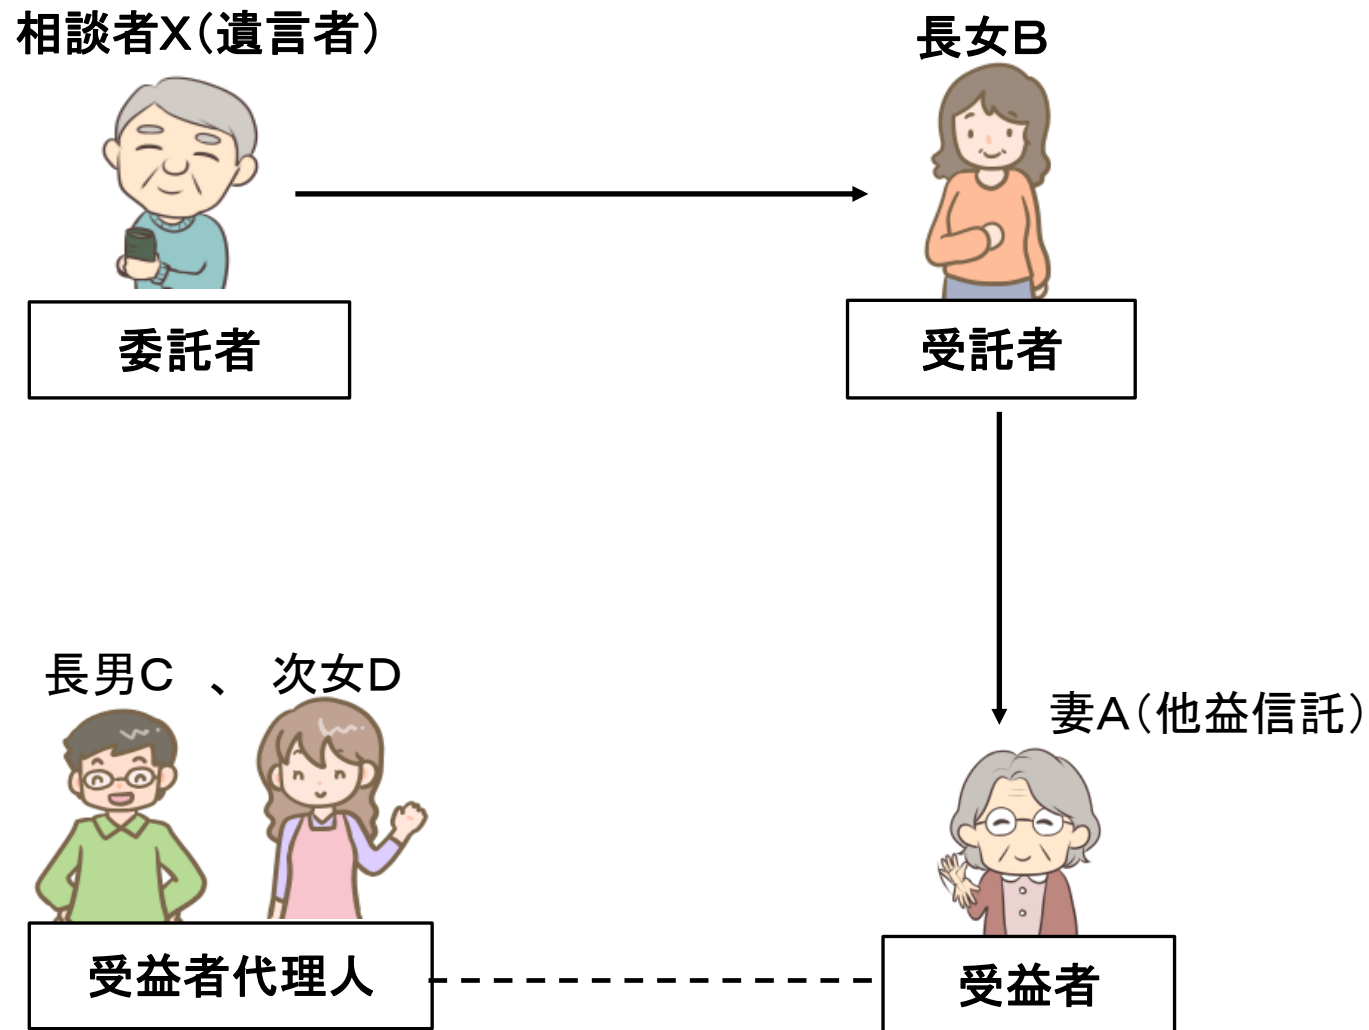 相談者X(遺言者)
長女B
委託者
受託者
長男C 、 次女D
妻A(他益信託)
受益者代理人
受益者